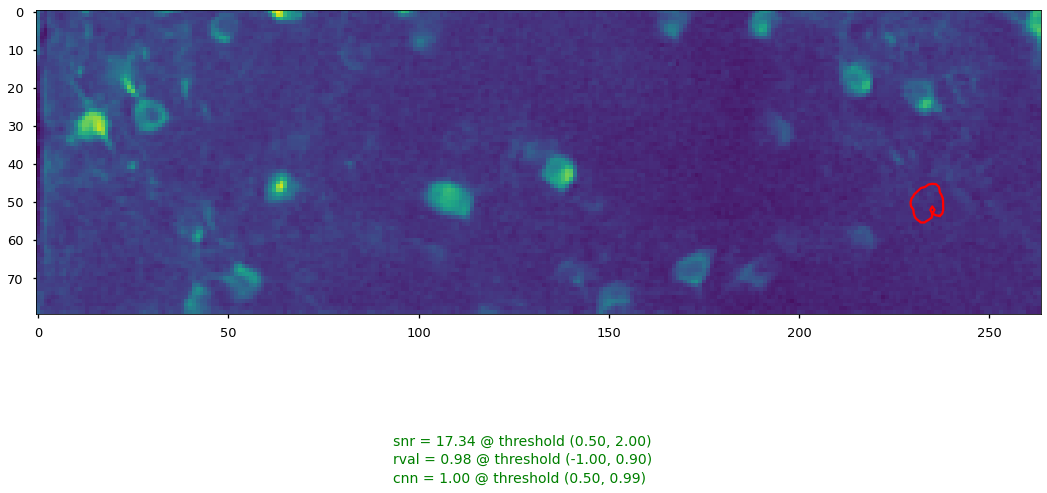 0
10
20
30
40
50
60
70
0 50 100 150 200 250
snr = 17.34 @ threshold (0.50, 2.00)
rval = 0.98 @ threshold (-1.00, 0.90)
cnn = 1.00 @ threshold (0.50, 0.99)